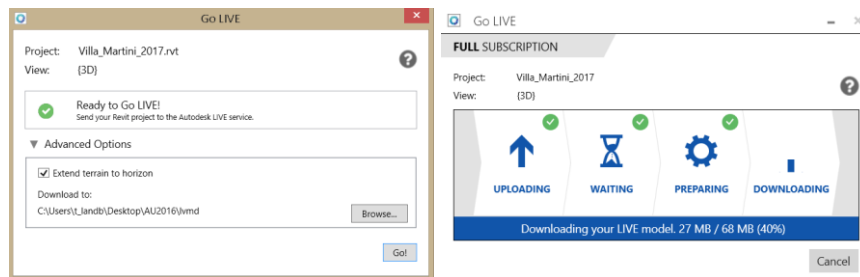 Go LIVE
Project: Villa_Martini_2017.rvt
View: {3D}
Ready to Go LIVE!
Send your Revit project to the Autodesk LIVE service.
Advanced Options
Extend terrain to horizon
Download to:
C:\Users\t_landb\Desktop\AU2016\lvmd
Browse...
Go!
Go LIVE
FULL SUBSCRIPTION
Project: Villa_Martini_2017
View: {3D}
UPLOADING WAITING PREPARING DOWNLOADING
Downloading your LIVE model. 27 MB / 68 MB (40%)
Cancel